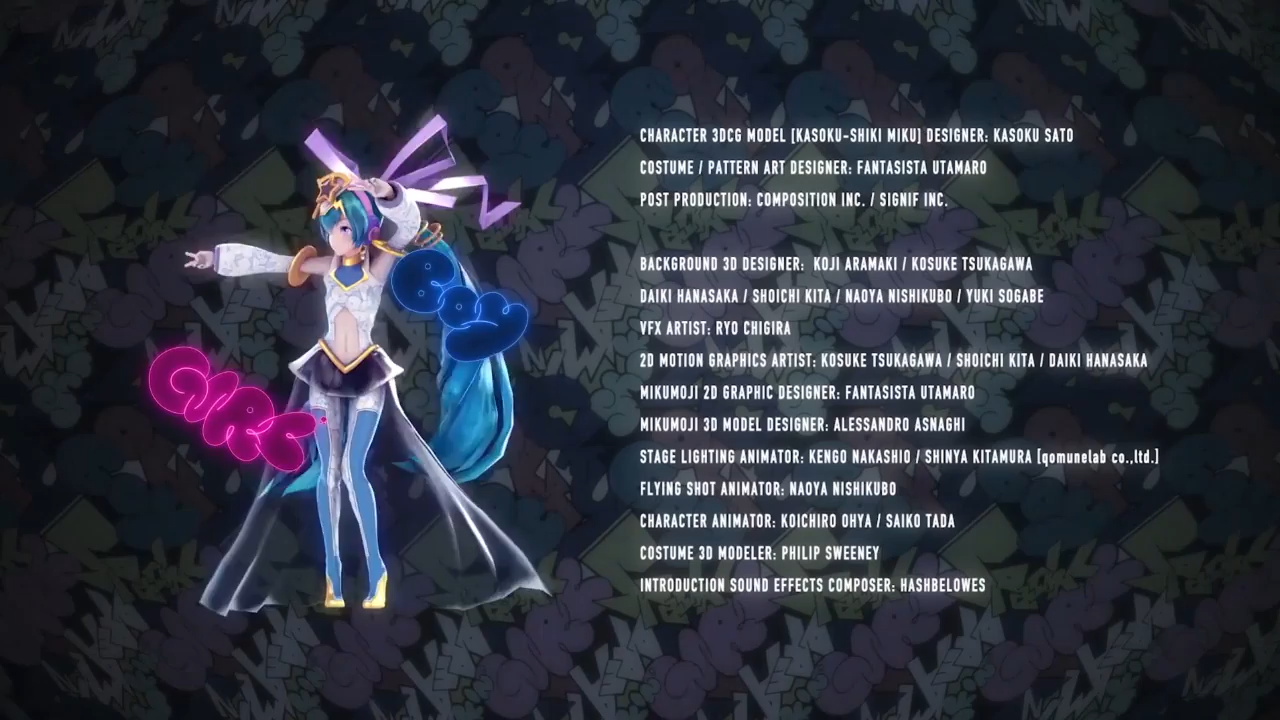 CHARACTER 3DCG MODEL [KASOKU-SHIKI MIKU] DESIGNER: KASOKU SATO
COSTUME / PATTERN ART DESIGNER: FANTASISTA UTAMARO
POST PRODUCTION: COMPOSITION INC. / SIGNIF INC.
BACKGROUND 3D DESIGNER: KOJI ARAMAKI / KOSUKE TSUKAGAWA
DAIKI HANASAKA / SHOICHI KITA / NAOYA NISHIKUBO / YUKI SOGABE
VFX ARTIST: RYO CHIGIRA
2D MOTION GRAPHICS ARTIST: KOSUKE TSUKAGAWA / SHOICHI KITA / DAIKI HANASAKA
MIKUMOJI 2D GRAPHIC DESIGNER: FANTASISTA UTAMARO
MIKUMOJI 3D MODEL DESIGNER: ALESSANDRO ASNAGHI
STAGE LIGHTING ANIMATOR: KENGO NAKASHIO / SHINYA KITAMURA [qomunelab co.,ltd.]
FLYING SHOT ANIMATOR: NAOYA NISHIKUBO
CHARACTER ANIMATOR: KOICHIRO OHYA / SAIKO TADA
COSTUME 3D MODELER: PHILIP SWEENEY
INTRODUCTION SOUND EFFECTS COMPOSER: HASHBELOWES